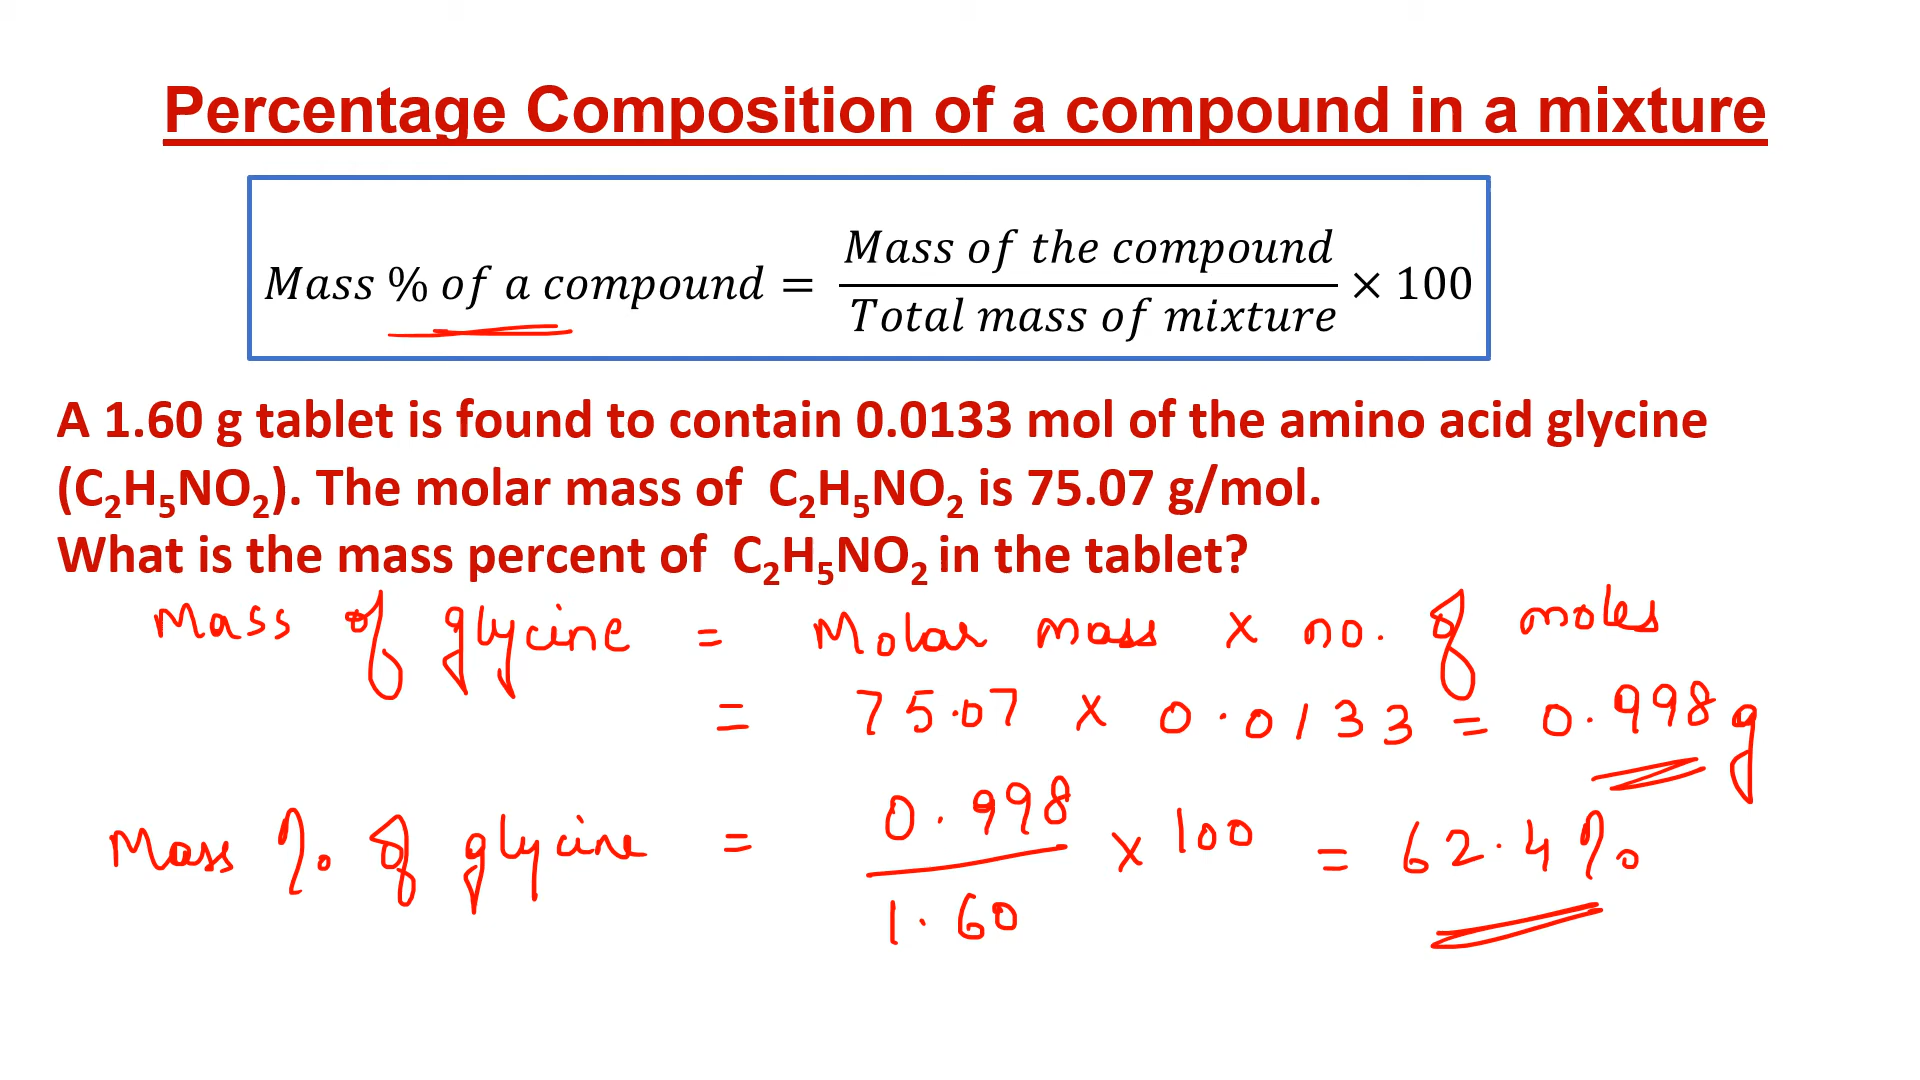 Percentage Composition of a compound in a mixture
Mass % of a compound = Mass of the compound / Total mass of mixture × 100
A 1.60 g tablet is found to contain 0.0133 mol of the amino acid glycine
(C₂H₅NO₂). The molar mass of C₂H₅NO₂ is 75.07 g/mol.
What is the mass percent of C₂H₅NO₂ in the tablet?
Mass of glycine = Molar mass × no. of moles
= 75.07 × 0.0133 = 0.998 g
Mass % of glycine = 0.998 / 1.60 × 100 = 62.4 %